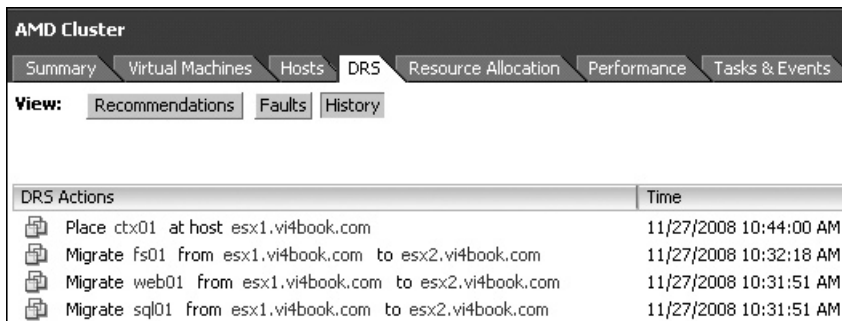 AMD Cluster
Summary Virtual Machines Hosts DRS Resource Allocation Performance Tasks & Events
View: Recommendations Faults History
DRS Actions Time
Place ctx01 at host esx1.vi4book.com 11/27/2008 10:44:00 AM
Migrate fs01 from esx1.vi4book.com to esx2.vi4book.com 11/27/2008 10:32:18 AM
Migrate web01 from esx1.vi4book.com to esx2.vi4book.com 11/27/2008 10:31:51 AM
Migrate sql01 from esx1.vi4book.com to esx2.vi4book.com 11/27/2008 10:31:51 AM